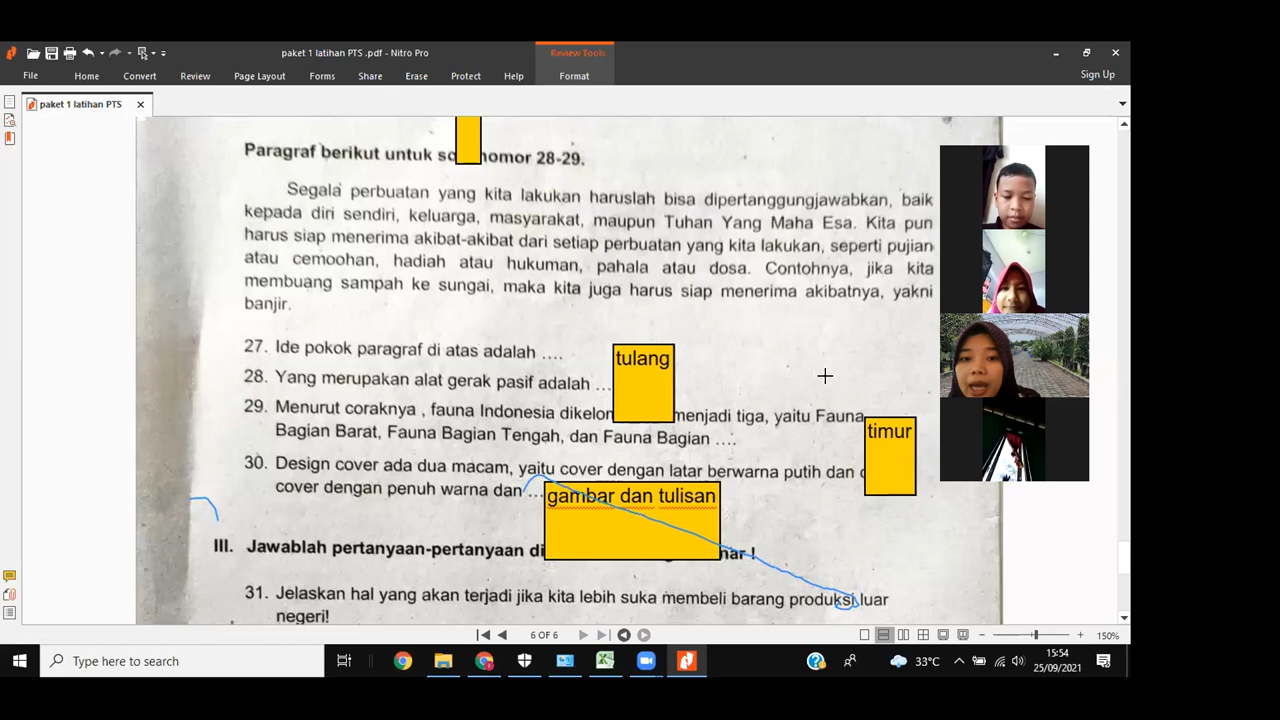 paket 1 latihan PTS .pdf - Nitro Pro
Review Tools
File Home Convert Review Page Layout Forms Share Erase Protect Help Format Sign Up
paket 1 latihan PTS
Paragraf berikut untuk so nomor 28-29.
Segala perbuatan yang kita lakukan haruslah bisa dipertanggungjawabkan, baik
kepada diri sendiri, keluarga, masyarakat, maupun Tuhan Yang Maha Esa. Kita pun
harus siap menerima akibat-akibat dari setiap perbuatan yang kita lakukan, seperti pujian
atau cemoohan, hadiah atau hukuman, pahala atau dosa. Contohnya, jika kita
membuang sampah ke sungai, maka kita juga harus siap menerima akibatnya, yakni
banjir.
27. Ide pokok paragraf di atas adalah ....
tulang
28. Yang merupakan alat gerak pasif adalah ...
29. Menurut coraknya , fauna Indonesia dikelon menjadi tiga, yaitu Fauna
Bagian Barat, Fauna Bagian Tengah, dan Fauna Bagian ....
timur
30. Design cover ada dua macam, yaitu cover dengan latar berwarna putih dan
cover dengan penuh warna dan ...
gambar dan tulisan
III. Jawablah pertanyaan-pertanyaan di nar !
31. Jelaskan hal yang akan terjadi jika kita lebih suka membeli barang produksi luar
negeri!
6 OF 6
150%
Type here to search
33°C
15:54
25/09/2021